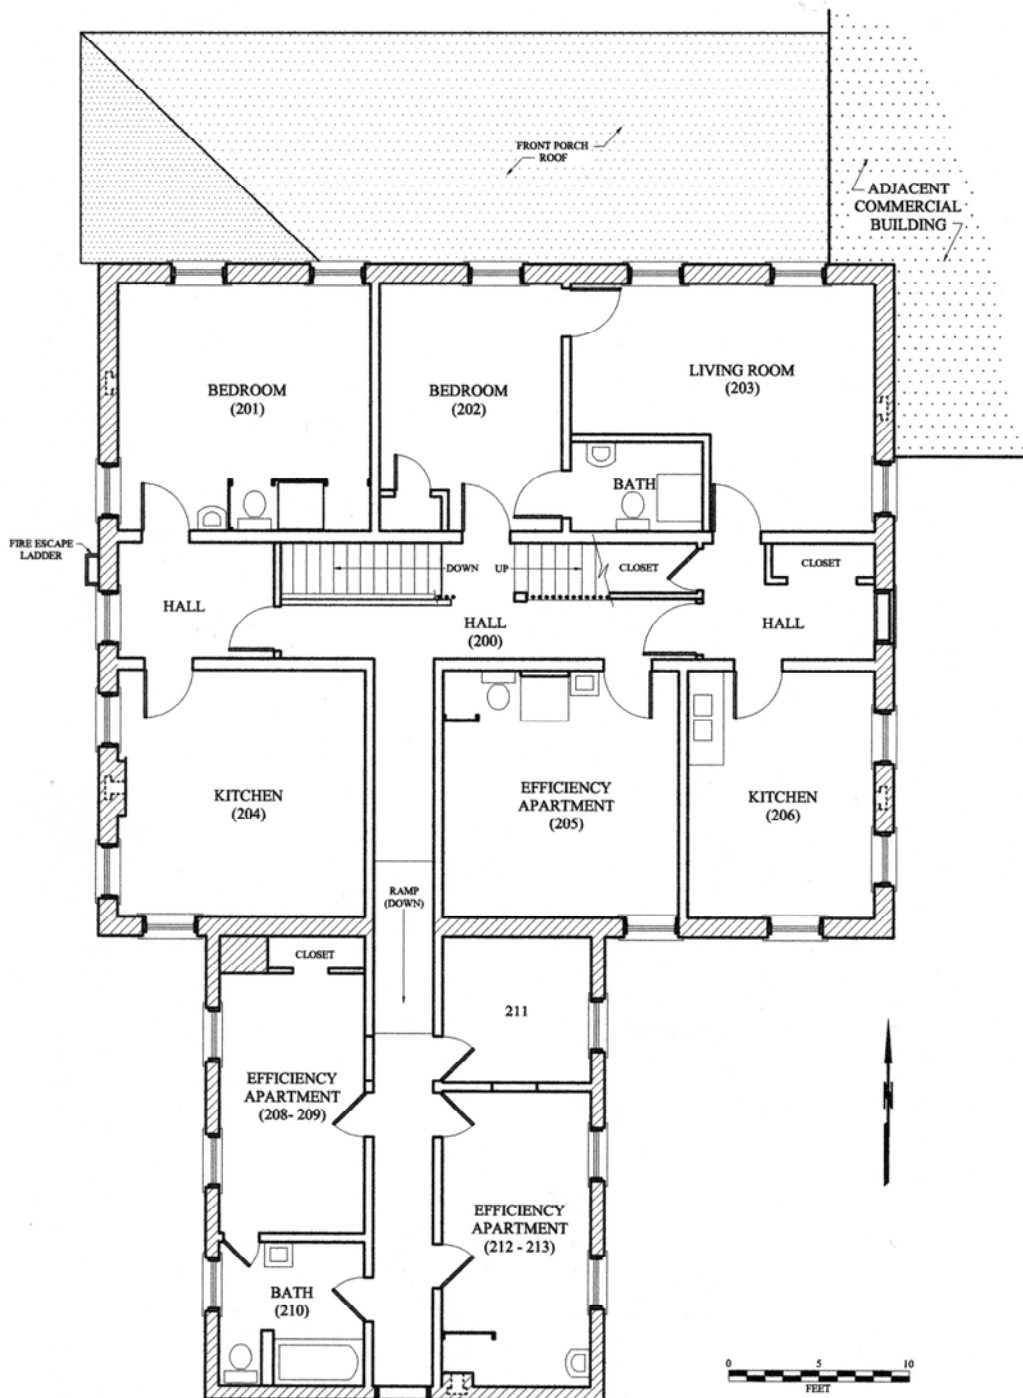 FRONT PORCH
ROOF
ADJACENT
COMMERCIAL
BUILDING
BEDROOM
(201)
BEDROOM
(202)
LIVING ROOM
(203)
BATH
FIRE ESCAPE
LADDER
HALL
DOWN
UP
CLOSET
CLOSET
HALL
(200)
HALL
KITCHEN
(204)
EFFICIENCY
APARTMENT
(205)
KITCHEN
(206)
RAMP
(DOWN)
CLOSET
211
EFFICIENCY
APARTMENT
(208- 209)
N
EFFICIENCY
APARTMENT
(212 - 213)
BATH
(210)
0 5 10
FEET